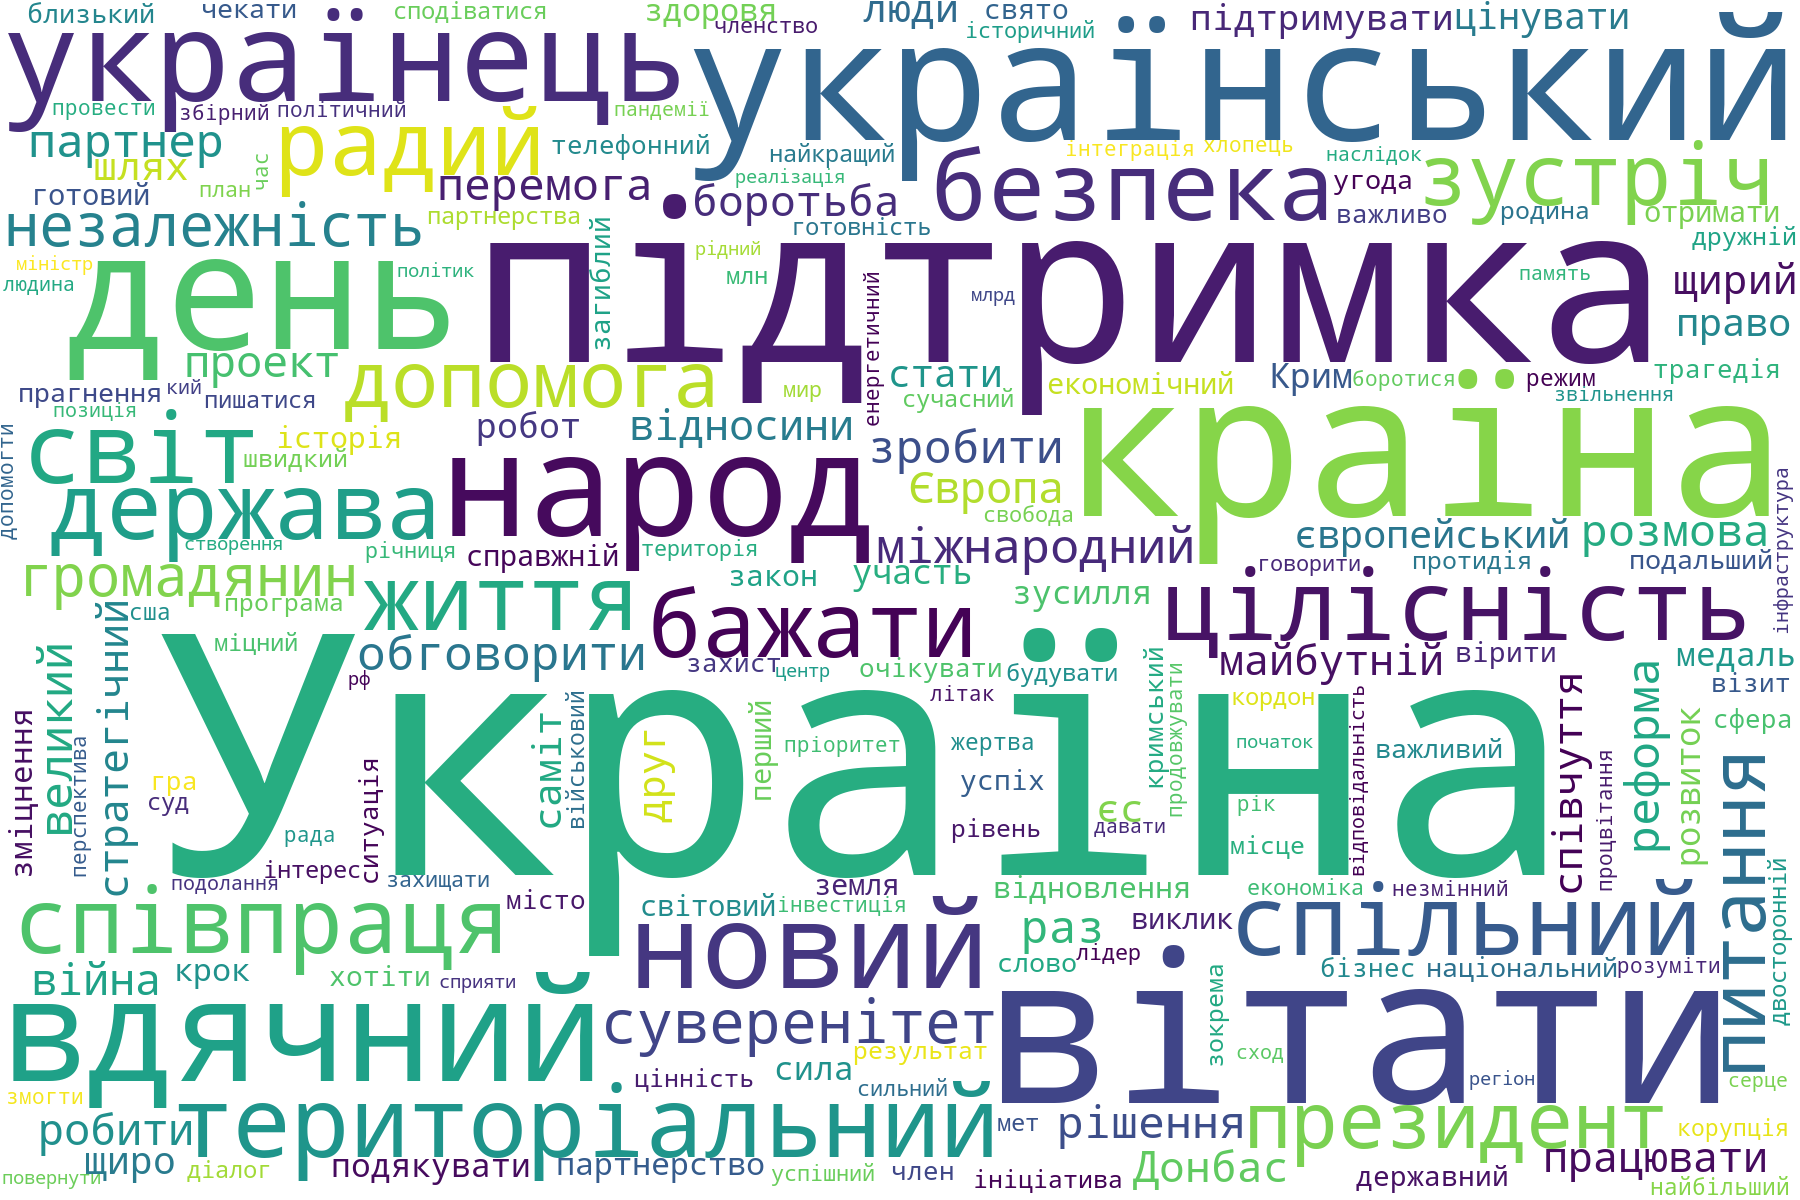 близький
чекати
сподіватися
здоровя
членство
люди
свято
історичний
підтримувати
цінувати
українець
український
провести
збірний
політичний
пандемії
партнер
радий
телефонний
найкращий
інтеграція
хлопець
наслідок
зустріч
шлях
час
план
готовий
перемога
реалізація
боротьба
безпека
угода
важливо
родина
отримати
незалежність
партнерства
готовність
дружній
міністр
людина
день
політик
загиблий
підтримка
рідний
млн
енергетичний
млрд
память
щирий
право
проект
прагнення
кий
пишатися
позиція
допомога
мир
стати
сучасний
економічний
Крим
боротися
режим
трагедія
звільнення
країна
допомогти
світ
історія
швидкий
робот
відносини
зробити
Європа
свобода
народ
держава
створення
річниця
справжній
територія
міжнародний
європейський
розмова
інфраструктура
говорити
протидія
подальший
громадянин
життя
закон
участь
зусилля
цілісність
програма
сша
стратегічний
міцний
бажати
обговорити
захист
центр
очікувати
будувати
майбутній
вірити
медаль
великий
рф
Україна
літак
кримський
продовжувати
кордон
візит
сфера
зміцнення
перспектива
гра
суд
ситуація
саміт
військовий
друг
перший
пріоритет
жертва
успіх
рівень
єс
давати
початок
рік
місце
відповідальність
важливий
співчуття
процвітання
реформа
розвиток
питання
рада
інтерес
подолання
захищати
місто
земля
світовий
інвестиція
відновлення
економіка
незмінний
двосторонній
співпраця
новий
раз
виклик
лідер
спільний
війна
крок
хотіти
сприяти
слово
бізнес
національний
розуміти
вдячний
суверенітет
вітати
зокрема
результат
сход
сила
цінність
сильний
регіон
серце
змогти
територіальний
мет
рішення
президент
корупція
робити
щиро
повернути
діалог
подякувати
партнерство
успішний
член
ініціатива
Донбас
державний
працювати
найбільший